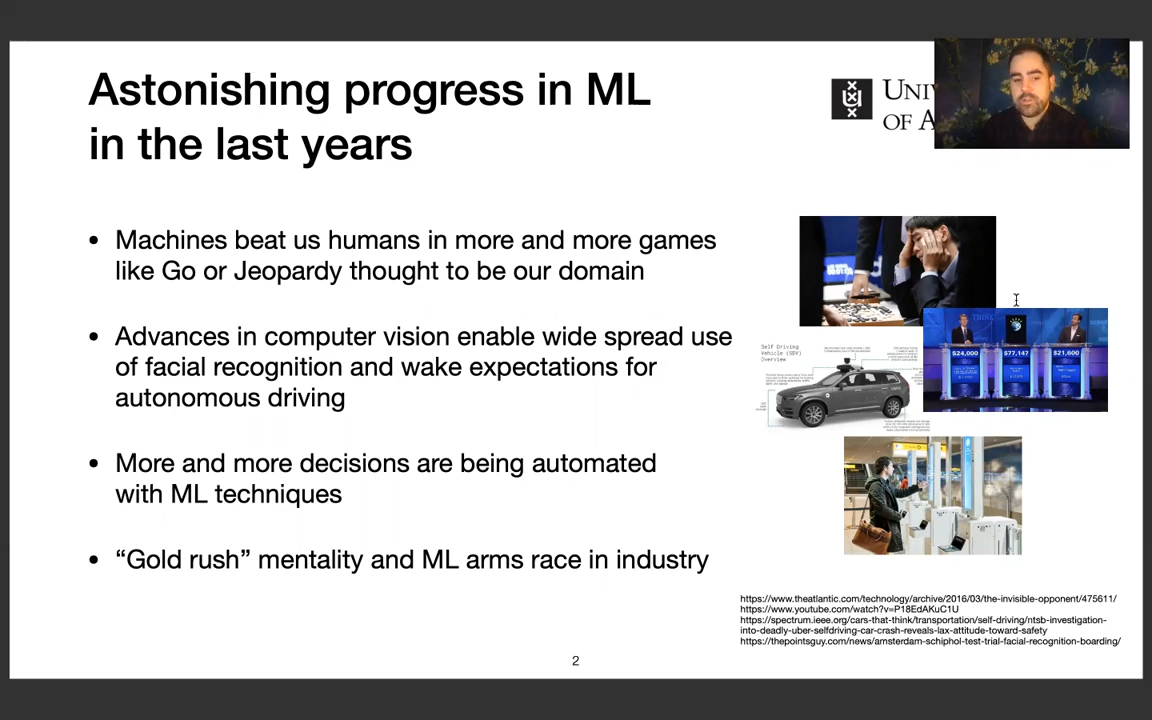 Astonishing progress in ML
in the last years
UNIV
OF A
• Machines beat us humans in more and more games
like Go or Jeopardy thought to be our domain
• Advances in computer vision enable wide spread use
of facial recognition and wake expectations for
autonomous driving
• More and more decisions are being automated
with ML techniques
• “Gold rush” mentality and ML arms race in industry
THINK
$24,000
$77,147
$21,600
Self Driving
Vehicle (SDV)
Overview
https://www.theatlantic.com/technology/archive/2016/03/the-invisible-opponent/475611/
https://www.youtube.com/watch?v=P18EdAKuC1U
https://spectrum.ieee.org/cars-that-think/transportation/self-driving/ntsb-investigation-
into-deadly-uber-selfdriving-car-crash-reveals-lax-attitude-toward-safety
https://thepointsguy.com/news/amsterdam-schiphol-test-trial-facial-recognition-boarding/
2